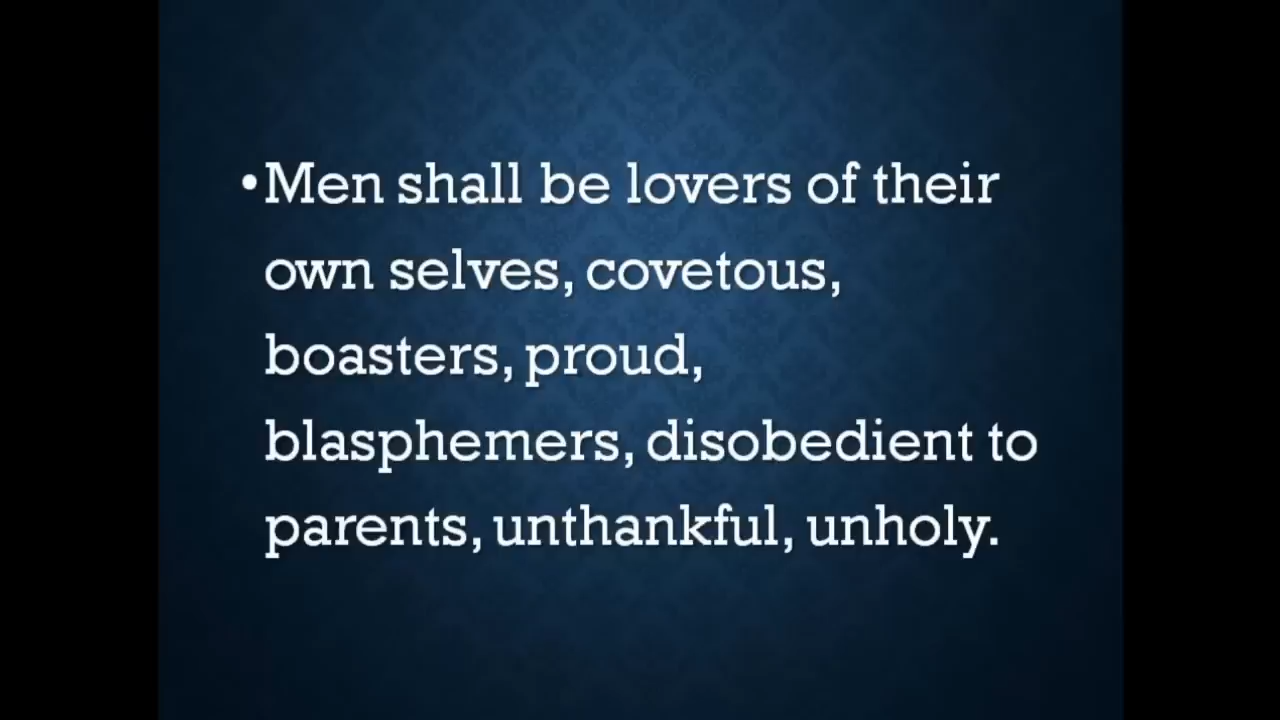 •Men shall be lovers of their
own selves, covetous,
boasters, proud,
blasphemers, disobedient to
parents, unthankful, unholy.